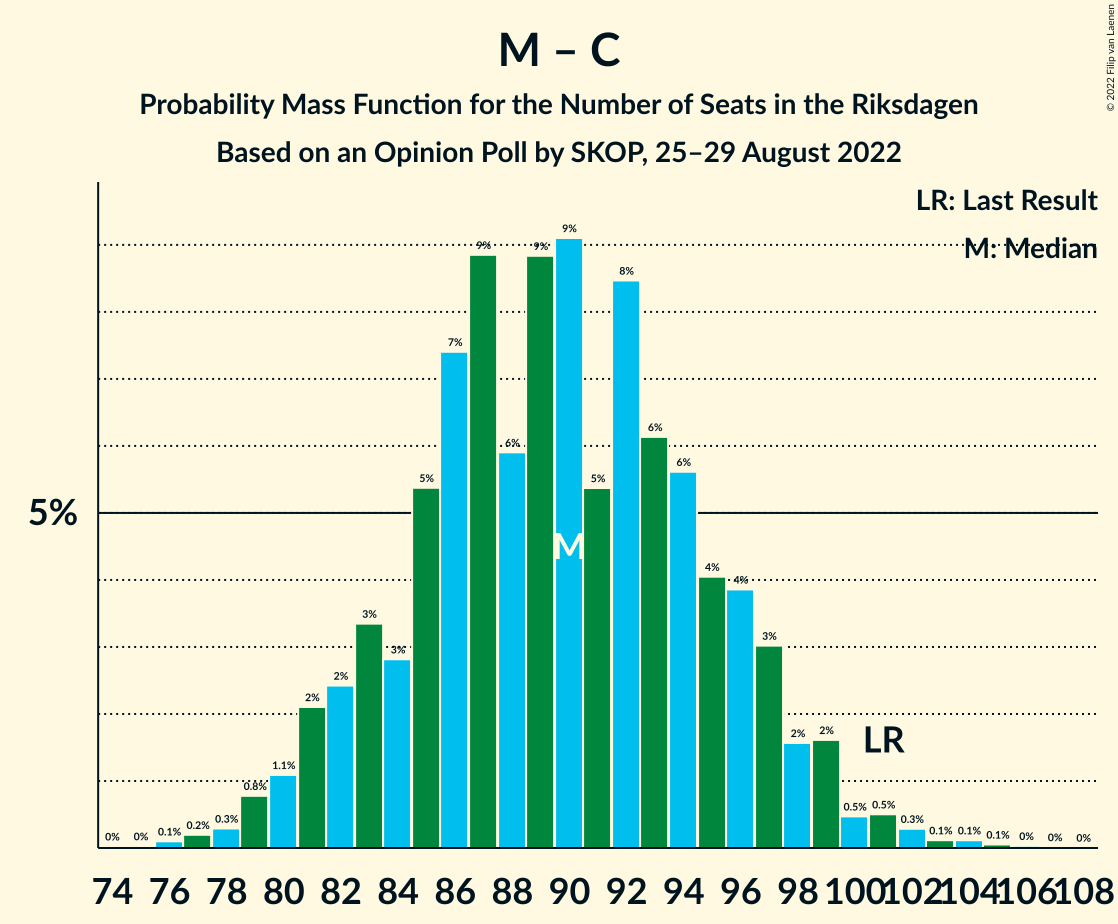 M – C
Probability Mass Function for the Number of Seats in the Riksdagen
Based on an Opinion Poll by SKOP, 25–29 August 2022
© 2022 Filip van Laenen
LR: Last Result
M: Median
5%
0% 0% 0.1% 0.2% 0.3% 0.8% 1.1% 2% 2% 3% 3% 5% 7% 9% 6% 9% 9% 5% 8% 6% 6% 4% 4% 3% 2% 2% 0.5% 0.5% 0.3% 0.1% 0.1% 0.1% 0% 0% 0%
M
LR
74 76 78 80 82 84 86 88 90 92 94 96 98 100 102 104 106 108